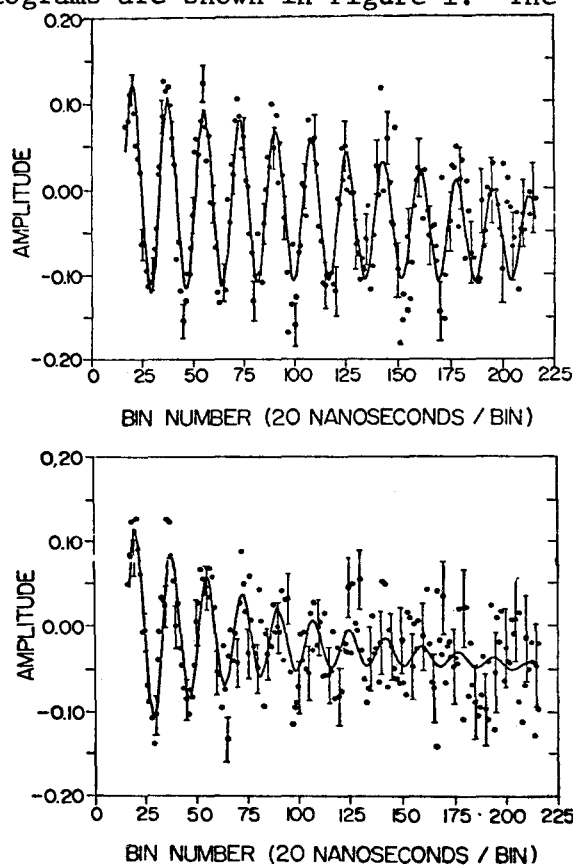 ograms are shown in Figure 1. The
0.20
0.10
0.00
-0.10
-0.20
AMPLITUDE
0 25 50 75 100 125 150 175 200 225
BIN NUMBER (20 NANOSECONDS / BIN)
0.20
0.10
0.00
-0.10
-0.20
AMPLITUDE
0 25 50 75 100 125 150 175 200 225
BIN NUMBER (20 NANOSECONDS / BIN)